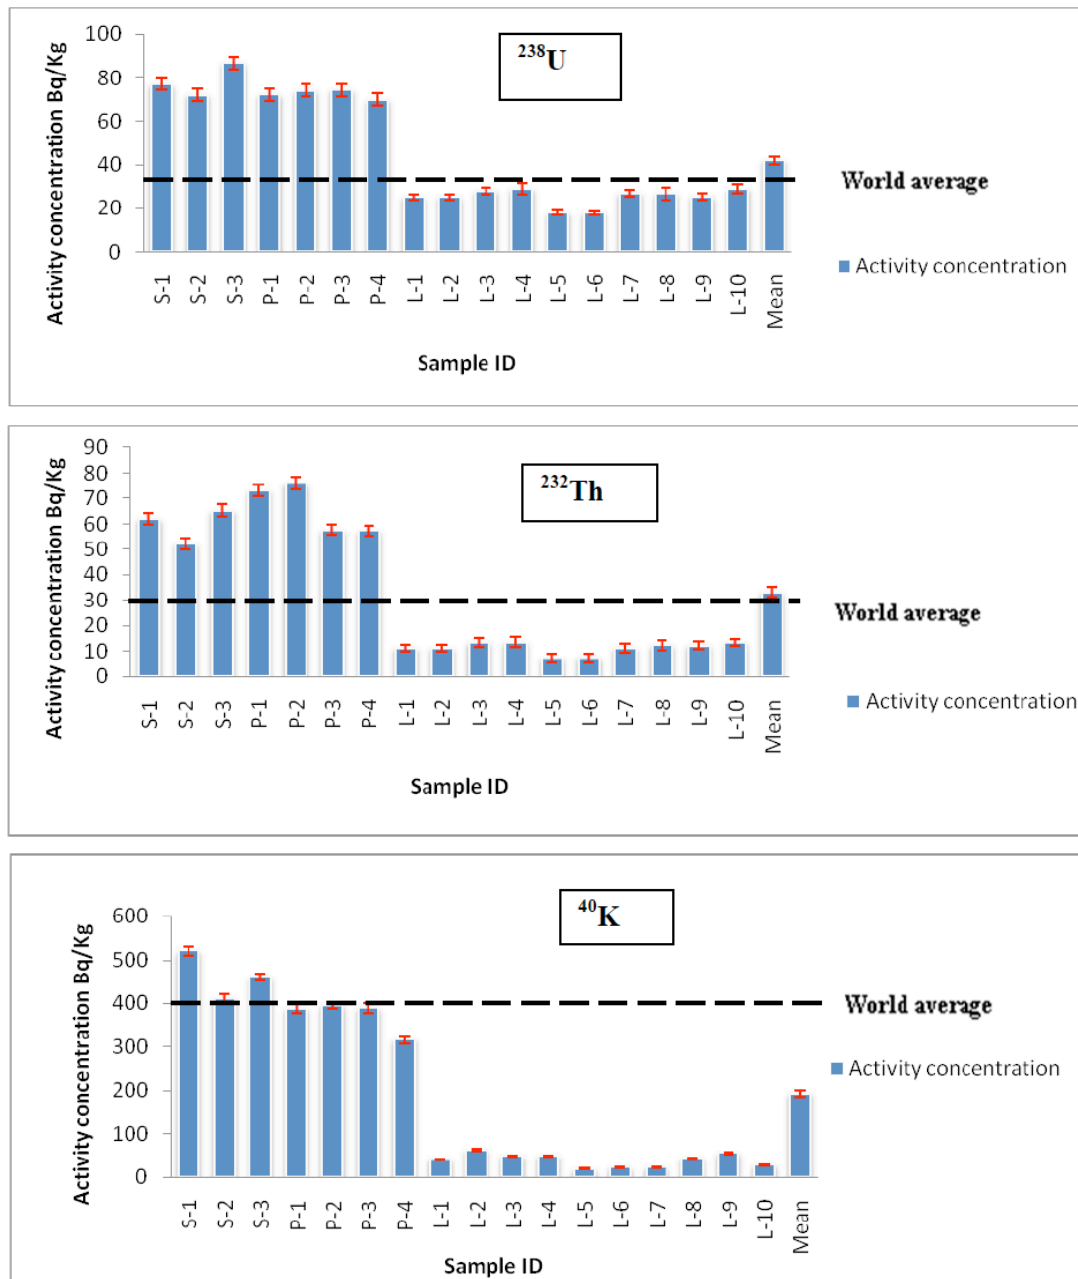 238U
Activity concentration Bq/Kg
100
80
60
40
20
0
World average
Activity concentration
S-1
S-2
S-3
P-1
P-2
P-3
P-4
L-1
L-2
L-3
L-4
L-5
L-6
L-7
L-8
L-9
L-10
Mean
Sample ID
232Th
Activity concentration Bq/Kg
90
80
70
60
50
40
30
20
10
0
World average
Activity concentration
S-1
S-2
S-3
P-1
P-2
P-3
P-4
L-1
L-2
L-3
L-4
L-5
L-6
L-7
L-8
L-9
L-10
Mean
Sample ID
40K
Activity concentration Bq/Kg
600
500
400
300
200
100
0
World average
Activity concentration
S-1
S-2
S-3
P-1
P-2
P-3
P-4
L-1
L-2
L-3
L-4
L-5
L-6
L-7
L-8
L-9
L-10
Mean
Sample ID